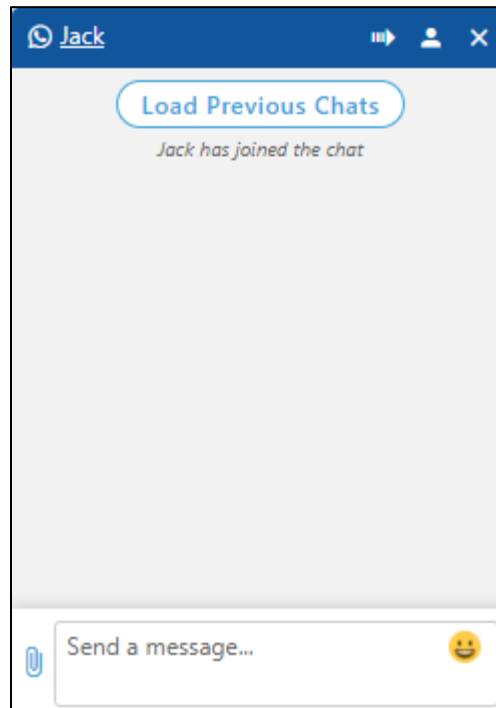 Jack
Load Previous Chats
Jack has joined the chat
Send a message...